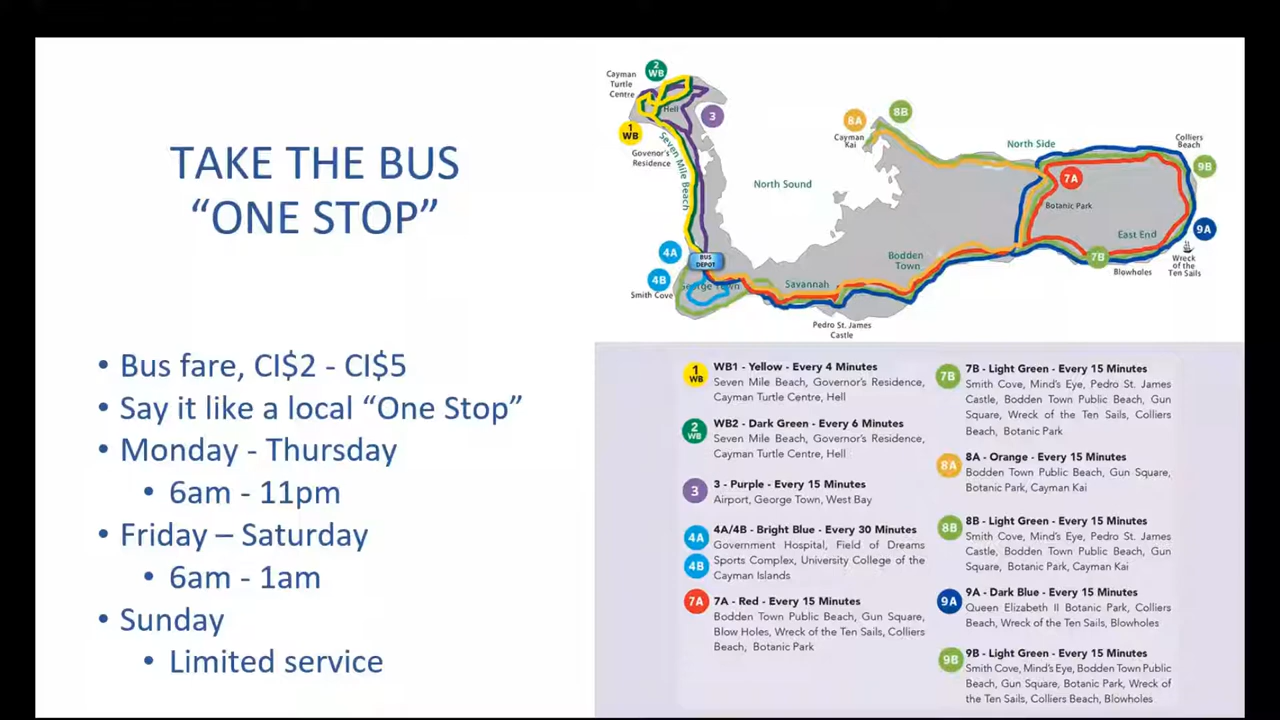 TAKE THE BUS
“ONE STOP”
• Bus fare, CI$2 - CI$5
• Say it like a local “One Stop”
• Monday - Thursday
• 6am - 11pm
• Friday – Saturday
• 6am - 1am
• Sunday
• Limited service
2
WB
Cayman
Turtle
Centre
Hell
1
WB
3
Govenor's
Residence
Seven Mile Beach
North Sound
8A
8B
Cayman
Kai
North Side
Colliers
Beach
9B
7A
Botanic Park
East End
9A
Wreck
of the
Ten Sails
7B
Blowholes
Bodden
Town
4A
BUS
DEPOT
4B
Smith Cove
George Town
Savannah
Pedro St. James
Castle
1
WB
WB1 - Yellow - Every 4 Minutes
Seven Mile Beach, Governor's Residence,
Cayman Turtle Centre, Hell
2
WB
WB2 - Dark Green - Every 6 Minutes
Seven Mile Beach, Governor's Residence,
Cayman Turtle Centre, Hell
3
3 - Purple - Every 15 Minutes
Airport, George Town, West Bay
4A
4B
4A/4B - Bright Blue - Every 30 Minutes
Government Hospital, Field of Dreams
Sports Complex, University College of the
Cayman Islands
7A
7A - Red - Every 15 Minutes
Bodden Town Public Beach, Gun Square,
Blow Holes, Wreck of the Ten Sails, Colliers
Beach, Botanic Park
7B
7B - Light Green - Every 15 Minutes
Smith Cove, Mind's Eye, Pedro St. James
Castle, Bodden Town Public Beach, Gun
Square, Wreck of the Ten Sails, Colliers
Beach, Botanic Park
8A
8A - Orange - Every 15 Minutes
Bodden Town Public Beach, Gun Square,
Botanic Park, Cayman Kai
8B
8B - Light Green - Every 15 Minutes
Smith Cove, Mind's Eye, Pedro St. James
Castle, Bodden Town Public Beach, Gun
Square, Botanic Park, Cayman Kai
9A
9A - Dark Blue - Every 15 Minutes
Queen Elizabeth II Botanic Park, Colliers
Beach, Wreck of the Ten Sails, Blowholes
9B
9B - Light Green - Every 15 Minutes
Smith Cove, Mind's Eye, Bodden Town Public
Beach, Gun Square, Botanic Park, Wreck of
the Ten Sails, Colliers Beach, Blowholes